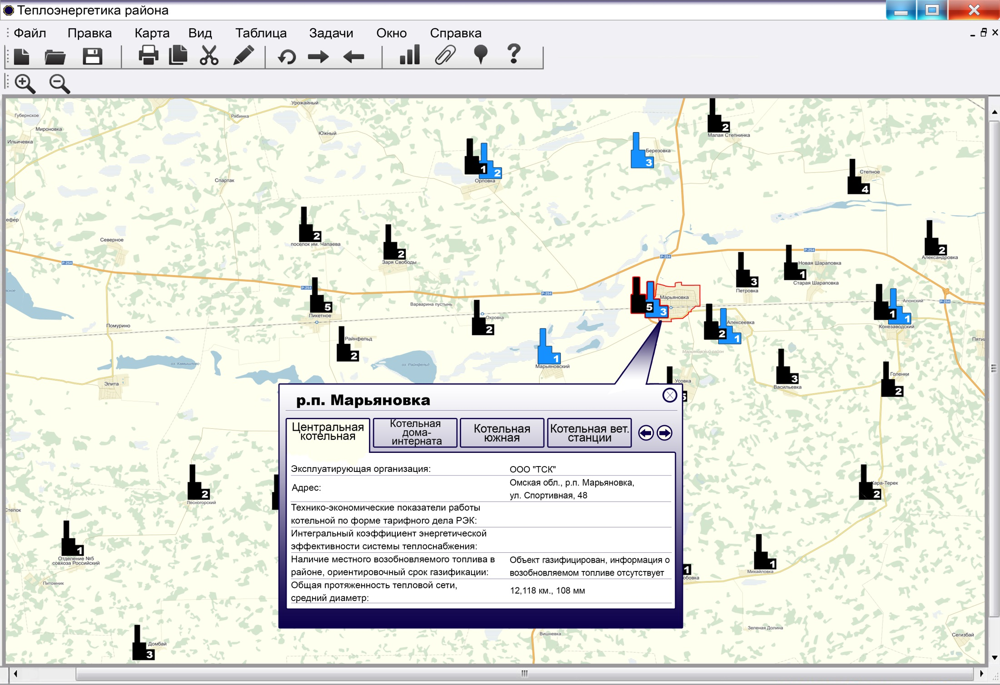 Теплоэнергетика района
Файл Правка Карта Вид Таблица Задачи Окно Справка
Урожайный
Губернское
Рябинка
Мироновка
Южный
2
Малая Степнинка
Ильичевка
Березовка
3
1
2
Орловка
Степное
4
Спартак
ефер
2
поселок им. Чапаева
Северное
2
Заря Свободы
2
Александровка
Р-254
Р-254
Р-254
Новая Шараповка
1
Старая Шараповка
3
Петровка
Р-254
Р-254
Р-254
вское
5
Пикетное
Варварина пустынь
Марьяновка
5
3
Алонский
1
1
Конезаводский
Охровка
2
Помурино
Алексеевка
2
1
Райнфельд
2
Пяти
Марьяновский район
1
Марьяновский
оз. Камышлово
оз. Райнфельд
3
Васильевка
Голенки
2
Элита
Усовка
5
р.п. Марьяновка
Центральная
котельная
Котельная
дома-
интерната
Котельная
южная
Котельная вет.
станции
Эксплуатирующая организация:
ООО "ТСК"
Адрес:
Омская обл., р.п. Марьяновка,
ул. Спортивная, 48
Технико-экономические показатели работы
котельной по форме тарифного дела РЭК:
Интегральный коэффициент энергетической
эффективности системы теплоснабжения:
Наличие местного возобновляемого топлива в
районе, ориентировочный срок газификации:
Объект газифицирован, информация о
возобновляемом топливе отсутствует
Общая протяженность тепловой сети,
средний диаметр:
12,118 км., 108 мм
2
Лесногорский
Кара-Терек
2
Степок
1
Отделение №5
совхоза Российский
1
Михайловка
1
юбовка
Питомник
Зеленая Долина
Вишневка
Сегизбай
Домбай
3